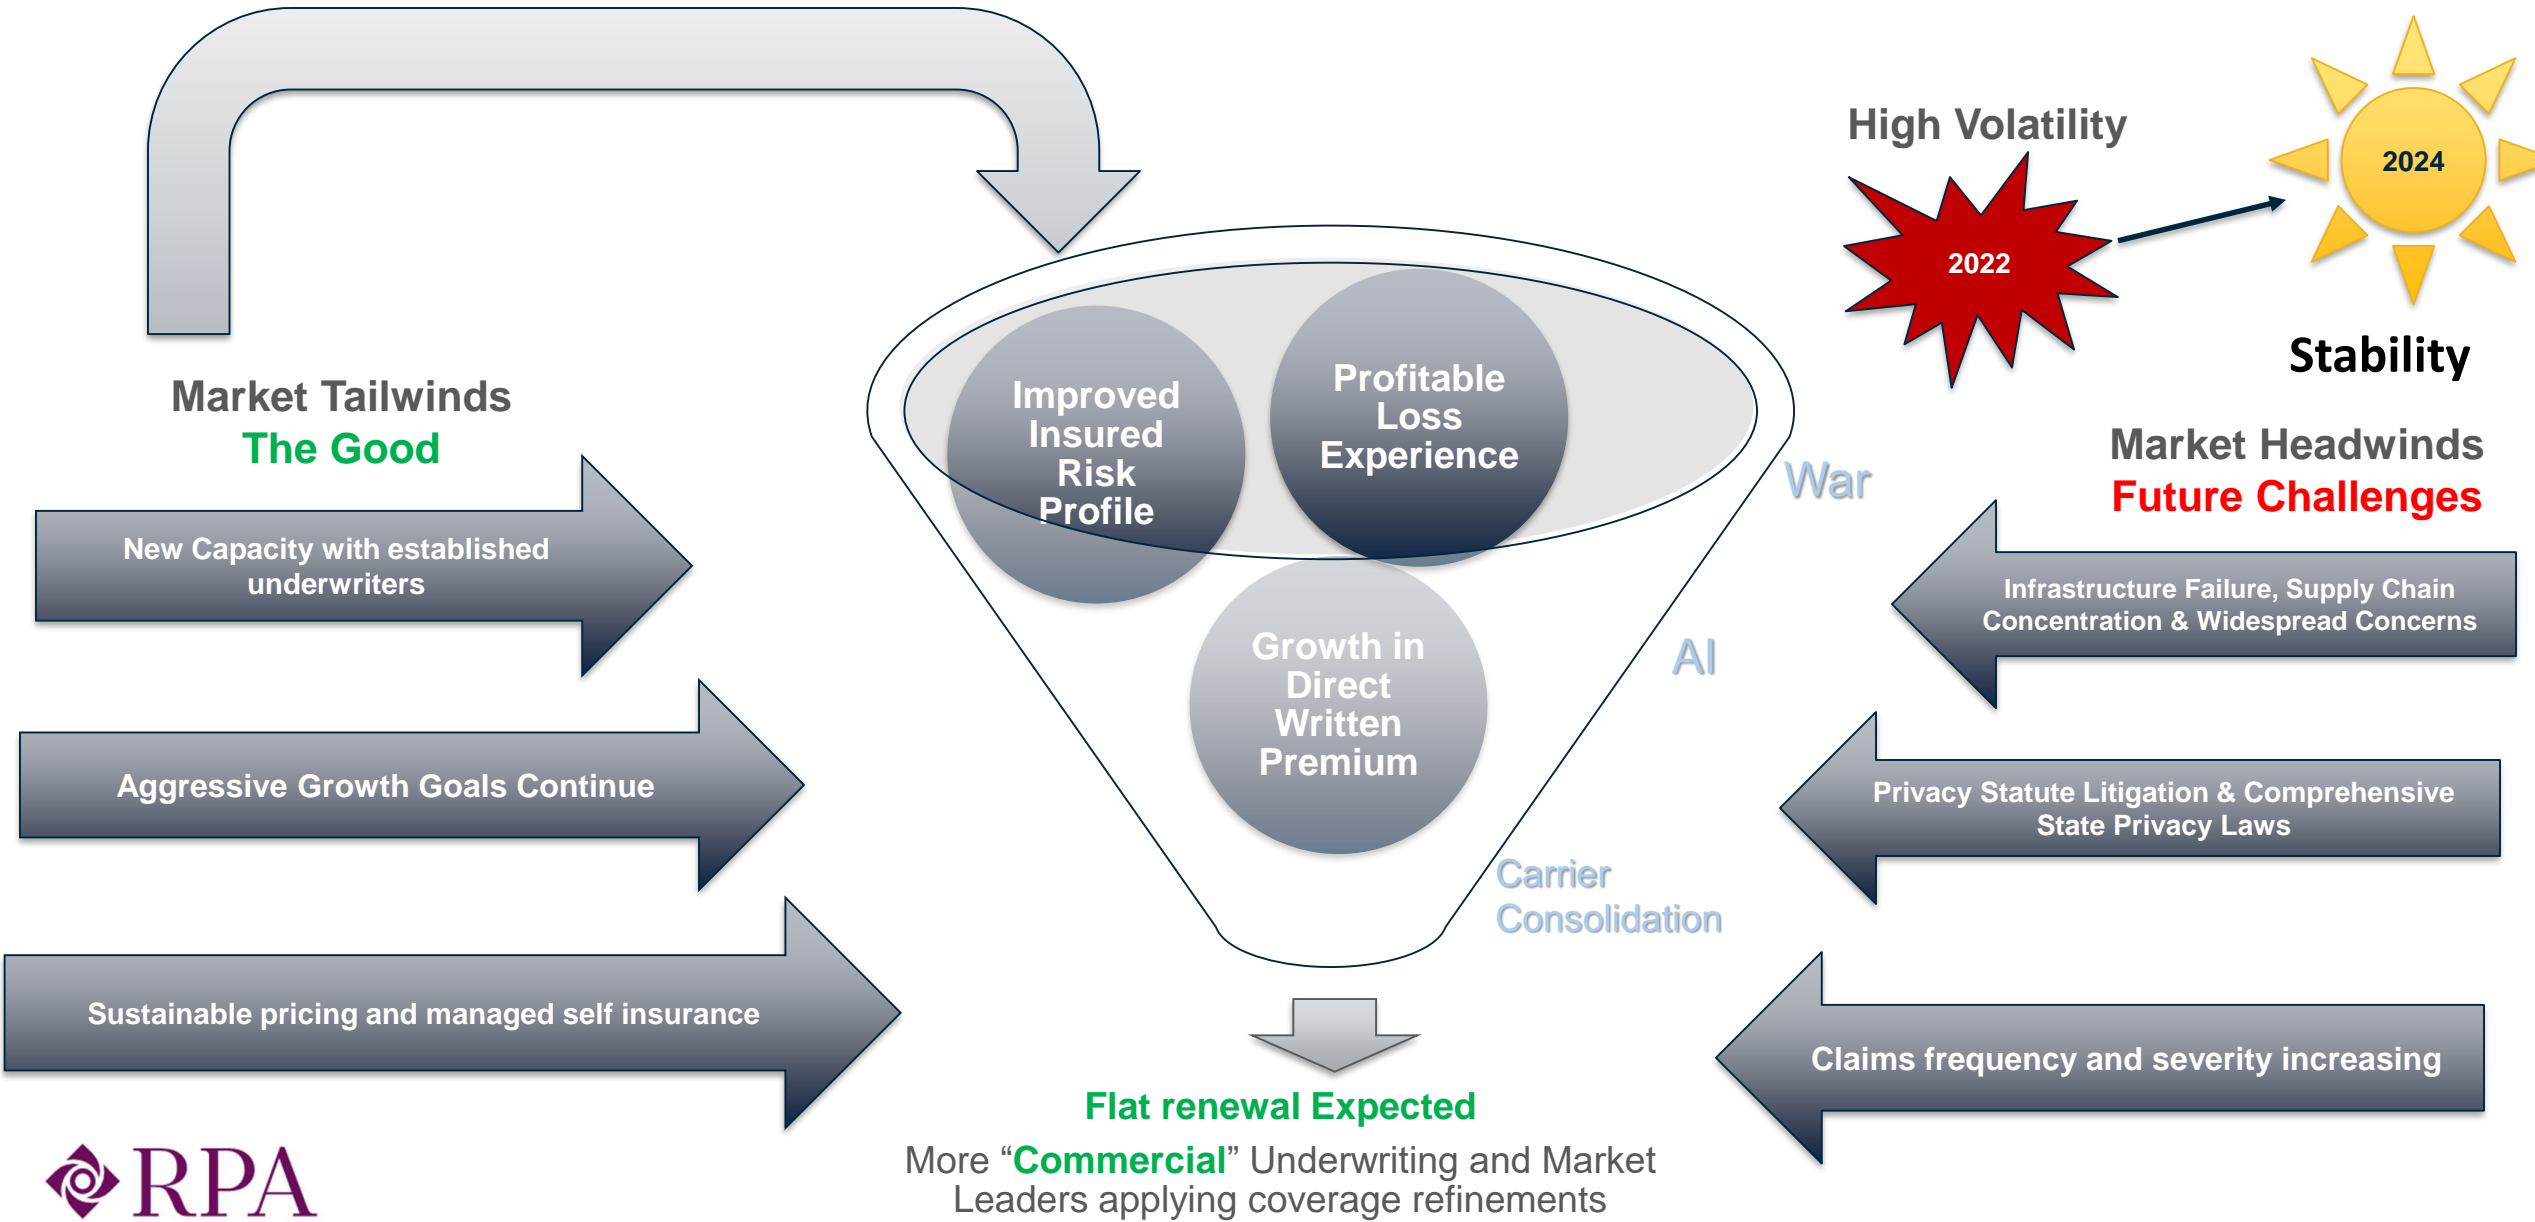 High Volatility
2024
2022
Stability
Market Tailwinds
The Good
New Capacity with established
underwriters
Aggressive Growth Goals Continue
Sustainable pricing and managed self insurance
Improved
Insured
Risk
Profile
Profitable
Loss
Experience
Growth in
Direct
Written
Premium
War
AI
Carrier
Consolidation
Market Headwinds
Future Challenges
Infrastructure Failure, Supply Chain
Concentration & Widespread Concerns
Privacy Statute Litigation & Comprehensive
State Privacy Laws
Claims frequency and severity increasing
Flat renewal Expected
More “Commercial” Underwriting and Market
Leaders applying coverage refinements
RPA